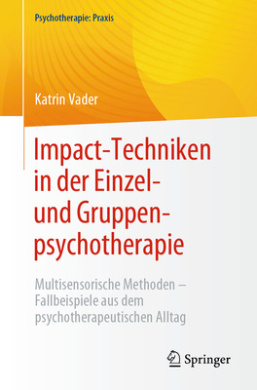 Psychotherapie: Praxis
Katrin Vader
Impact-Techniken
in der Einzel-
und Gruppen-
psychotherapie
Multisensorische Methoden –
Fallbeispiele aus dem
psychotherapeutischen Alltag
Springer